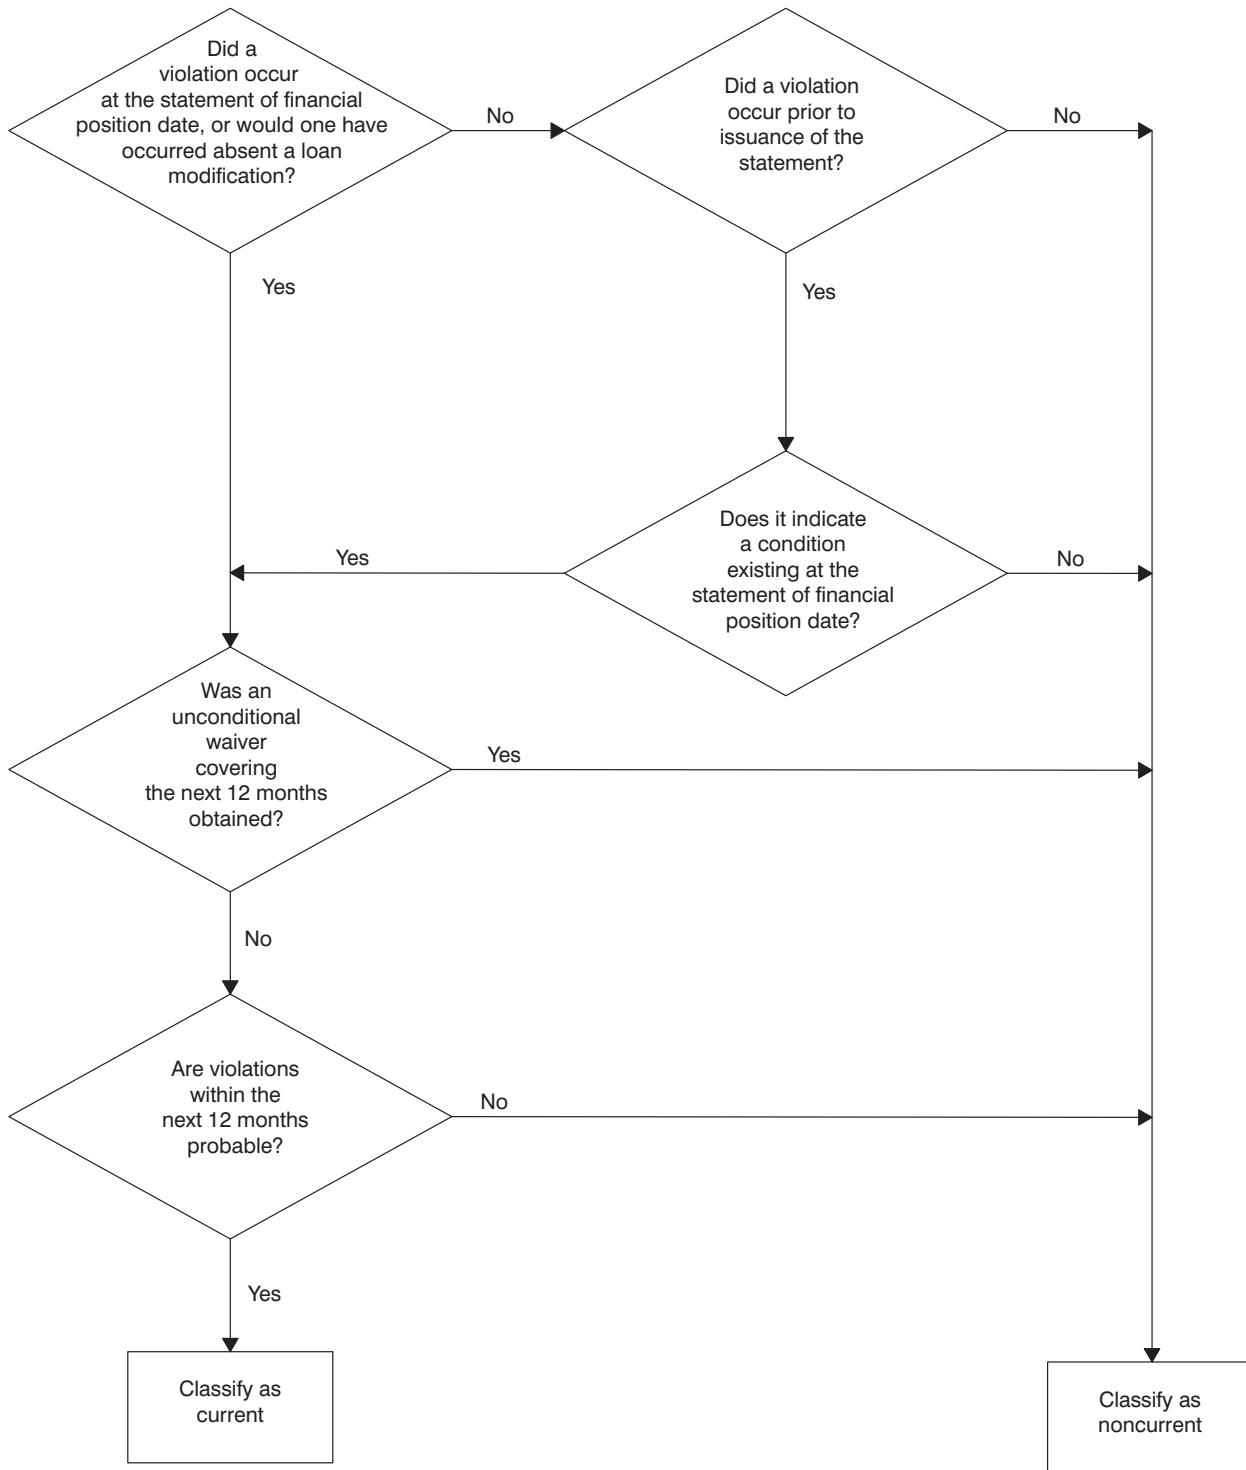 Did a
violation occur
at the statement of financial
position date, or would one have
occurred absent a loan
modification?
No
Did a violation
occur prior to
issuance of the
statement?
No
Yes
Yes
Does it indicate
a condition
existing at the
statement of financial
position date?
Yes
No
Was an
unconditional
waiver
covering
the next 12 months
obtained?
Yes
No
Are violations
within the
next 12 months
probable?
No
Yes
Classify as
current
Classify as
noncurrent